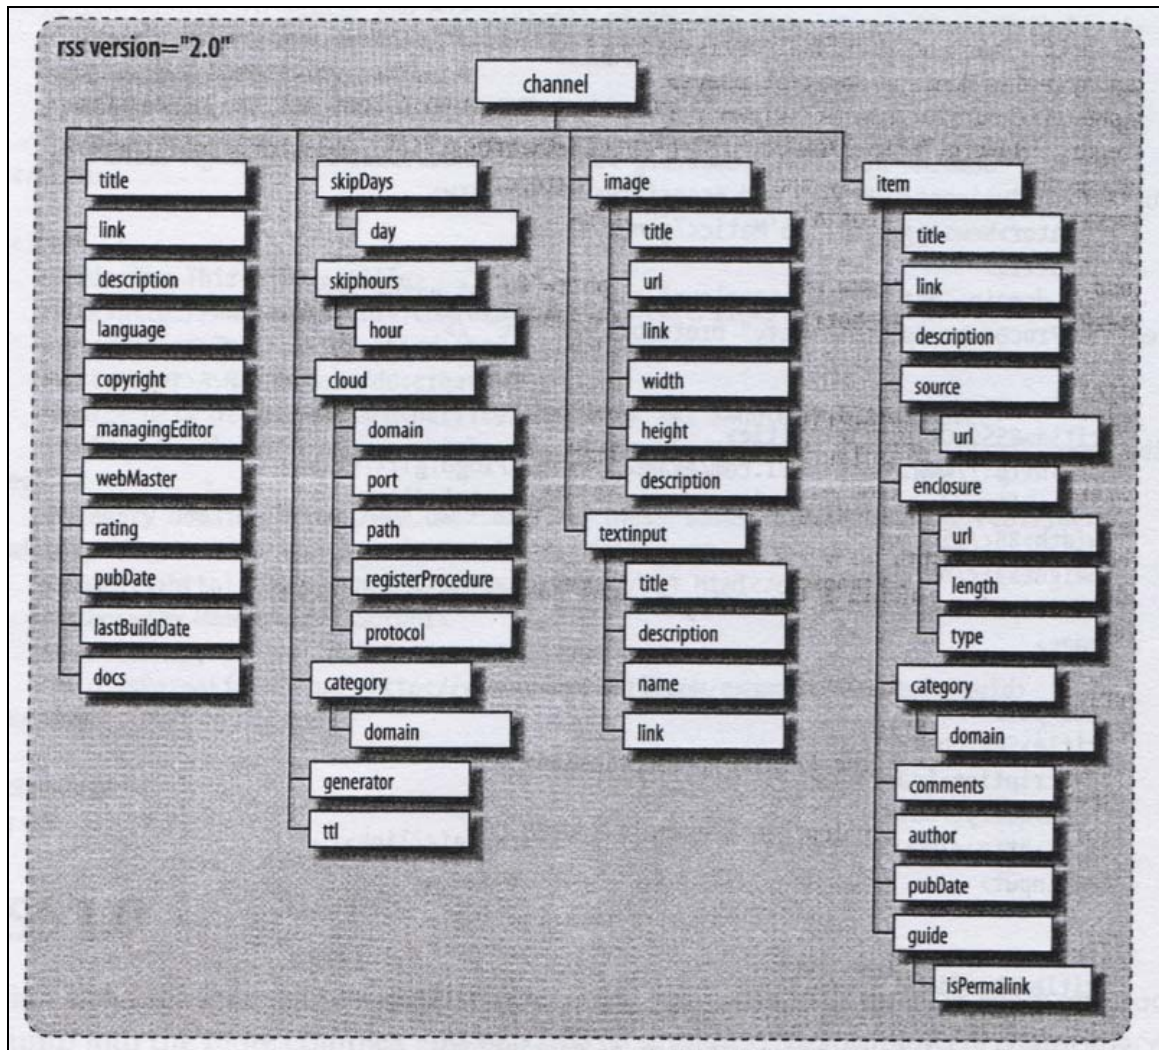 rss version="2.0"
channel
title
link
description
language
copyright
managingEditor
webMaster
rating
pubDate
lastBuildDate
docs
skipDays
day
skiphours
hour
cloud
domain
port
path
registerProcedure
protocol
category
domain
generator
ttl
image
title
url
link
width
height
description
textinput
title
description
name
link
item
title
link
description
source
url
enclosure
url
length
type
category
domain
comments
author
pubDate
guide
isPermalink